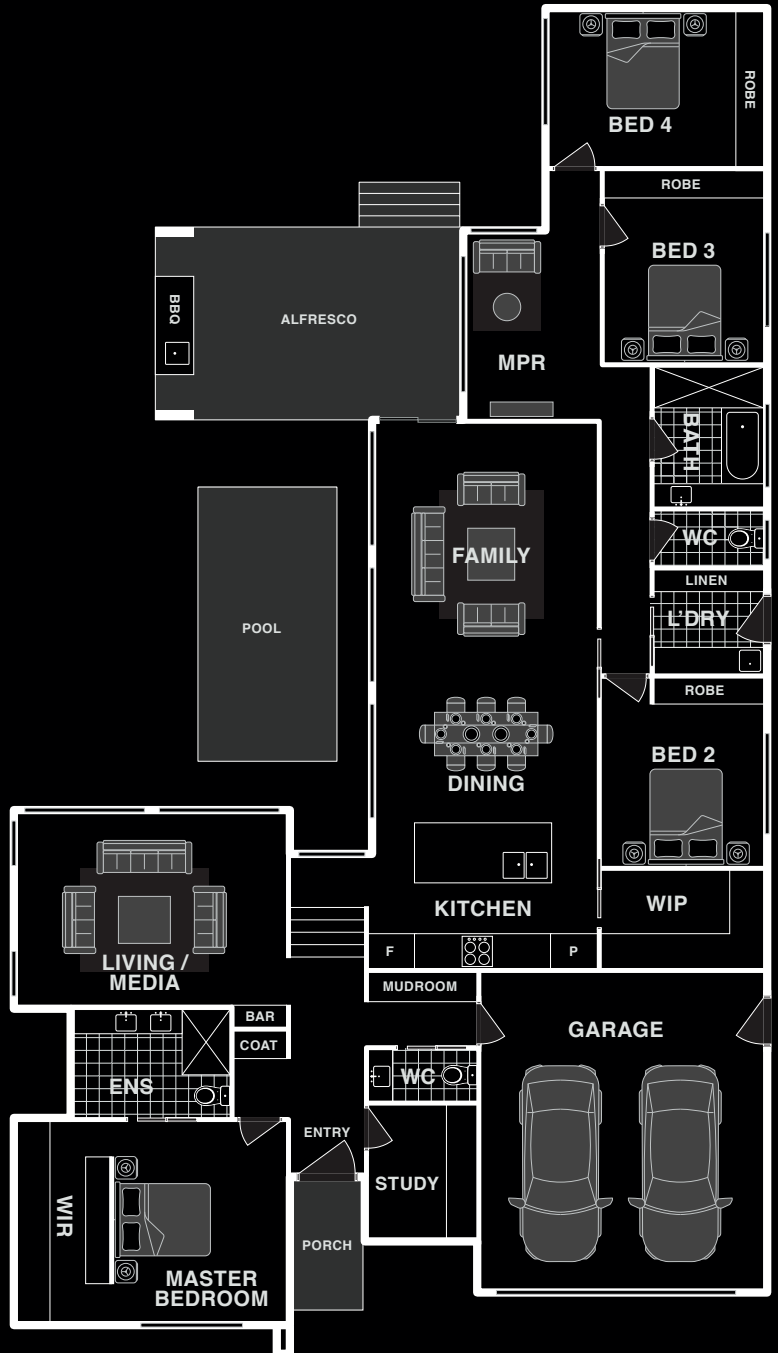 BED 4
ROBE
ROBE
BED 3
BBQ
ALFRESCO
MPR
BATH
WC
FAMILY
LINEN
L'DRY
POOL
ROBE
BED 2
DINING
KITCHEN
WIP
F
P
LIVING /
MEDIA
MUDROOM
BAR
COAT
GARAGE
WC
ENS
ENTRY
STUDY
WIR
PORCH
MASTER
BEDROOM